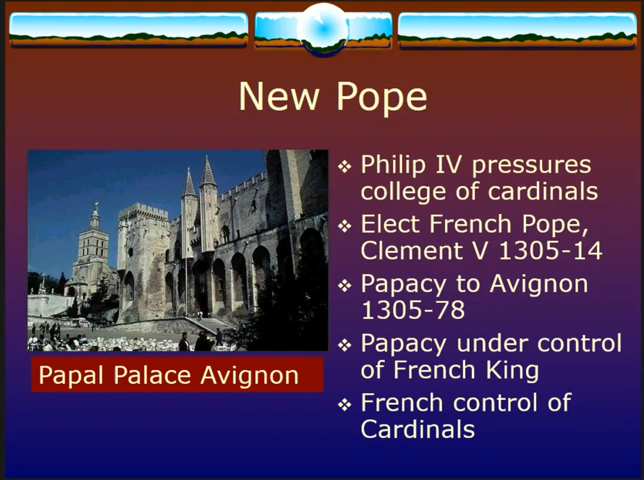 New Pope
Philip IV pressures
college of cardinals
Elect French Pope,
Clement V 1305-14
Papacy to Avignon
1305-78
Papacy under control
of French King
French control of
Cardinals
Papal Palace Avignon